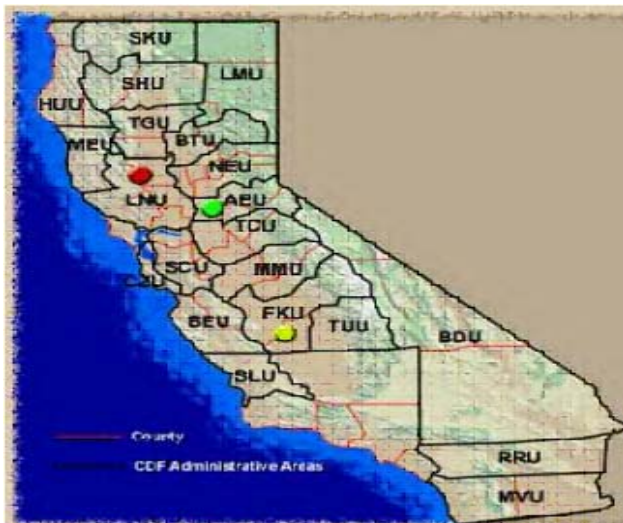 SKU
LMU
SHU
HUU
TGU
MEU
BTU
NEU
LNU
AEU
TCU
SCU
MMU
CZU
BEU
FKU
TUU
BDU
SLU
County
CDF Administrative Areas
RRU
MVU